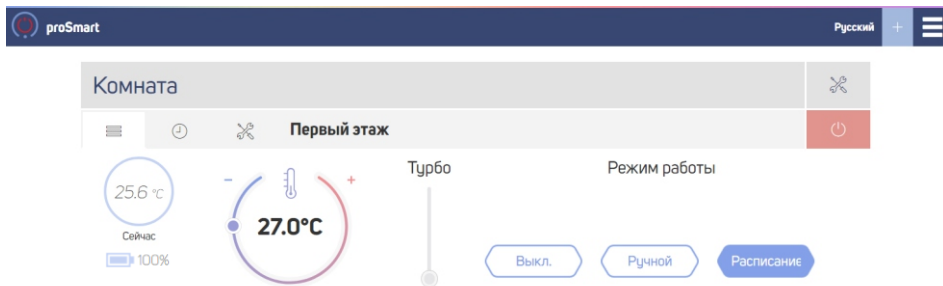 proSmart
Русский +
Комната
Первый этаж
Турбо
Режим работы
25.6 °C
- +
27.0°C
Сейчас
100%
Выкл.
Ручной
Расписание